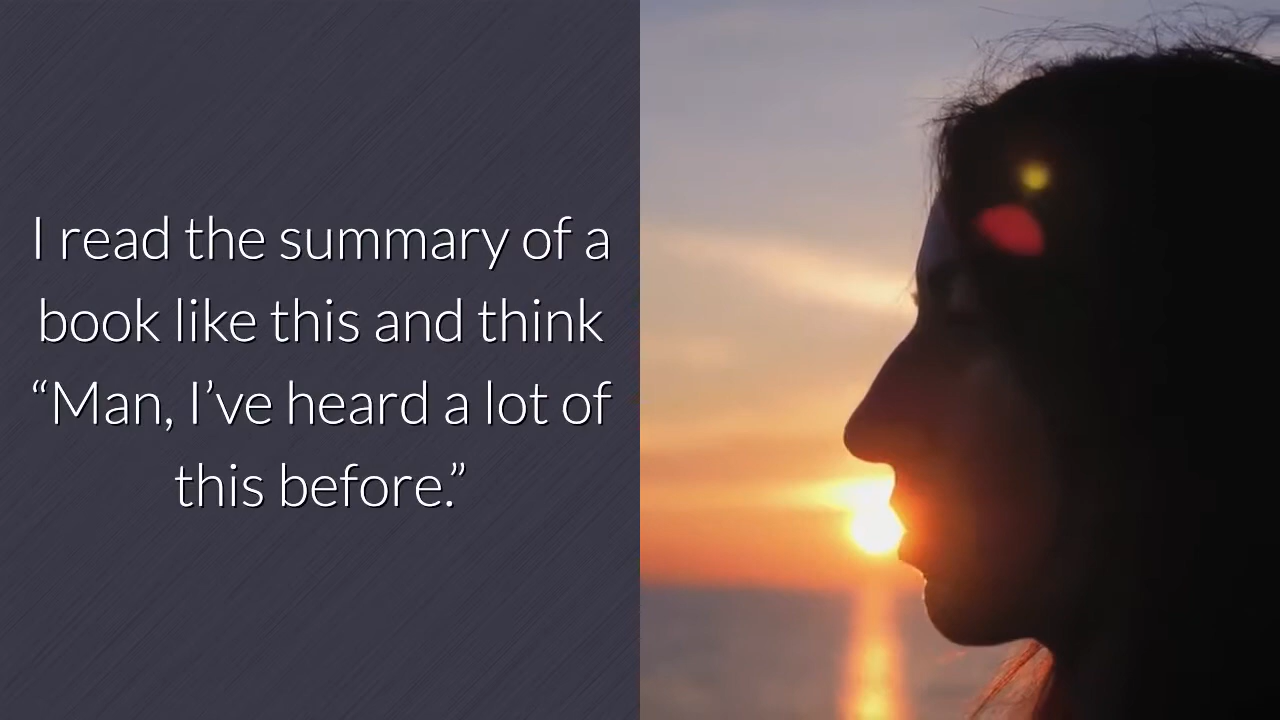 I read the summary of a
book like this and think
“Man, I’ve heard a lot of
this before.”